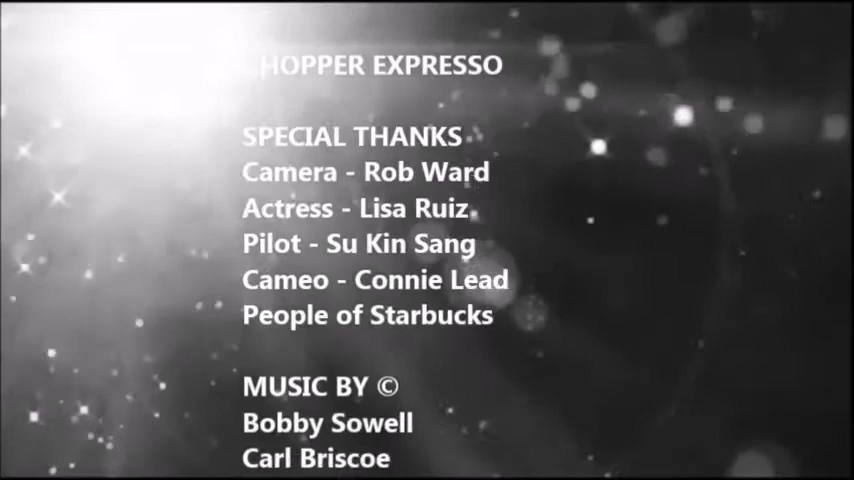 HOPPER EXPRESSO
SPECIAL THANKS
Camera - Rob Ward
Actress - Lisa Ruiz
Pilot - Su Kin Sang
Cameo - Connie Lead
People of Starbucks
MUSIC BY ©
Bobby Sowell
Carl Briscoe